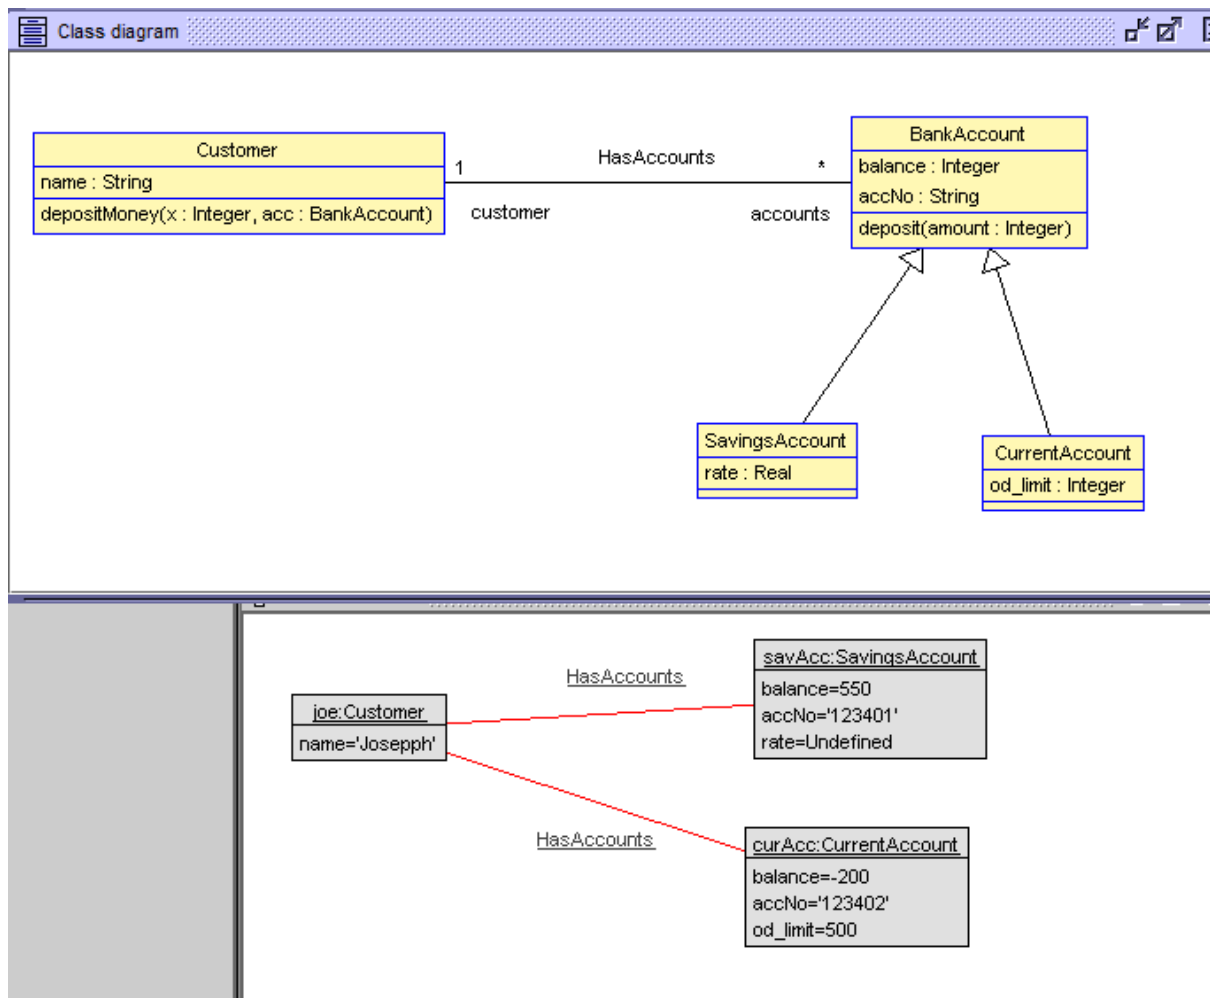 Class diagram
Customer
name : String
depositMoney(x : Integer, acc : BankAccount)
1
HasAccounts
*
customer
accounts
BankAccount
balance : Integer
accNo : String
deposit(amount : Integer)
SavingsAccount
rate : Real
CurrentAccount
od_limit : Integer
joe:Customer
name='Josepph'
HasAccounts
savAcc:SavingsAccount
balance=550
accNo='123401'
rate=Undefined
HasAccounts
curAcc:CurrentAccount
balance=-200
accNo='123402'
od_limit=500